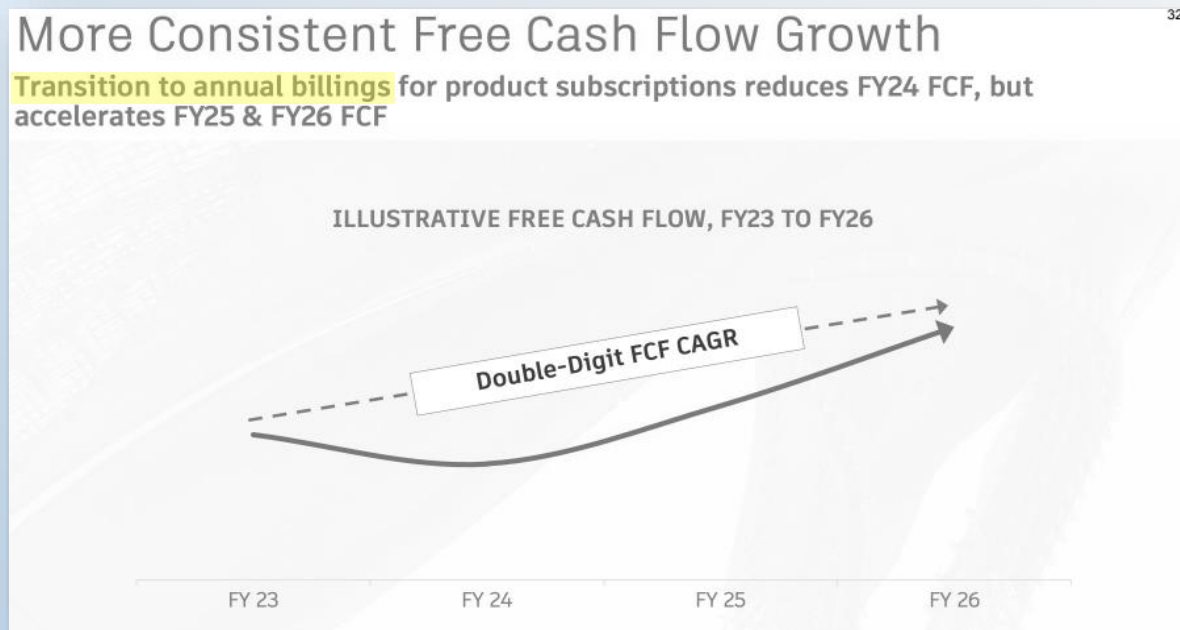 32
More Consistent Free Cash Flow Growth
Transition to annual billings for product subscriptions reduces FY24 FCF, but
accelerates FY25 & FY26 FCF
ILLUSTRATIVE FREE CASH FLOW, FY23 TO FY26
Double-Digit FCF CAGR
FY 23
FY 24
FY 25
FY 26